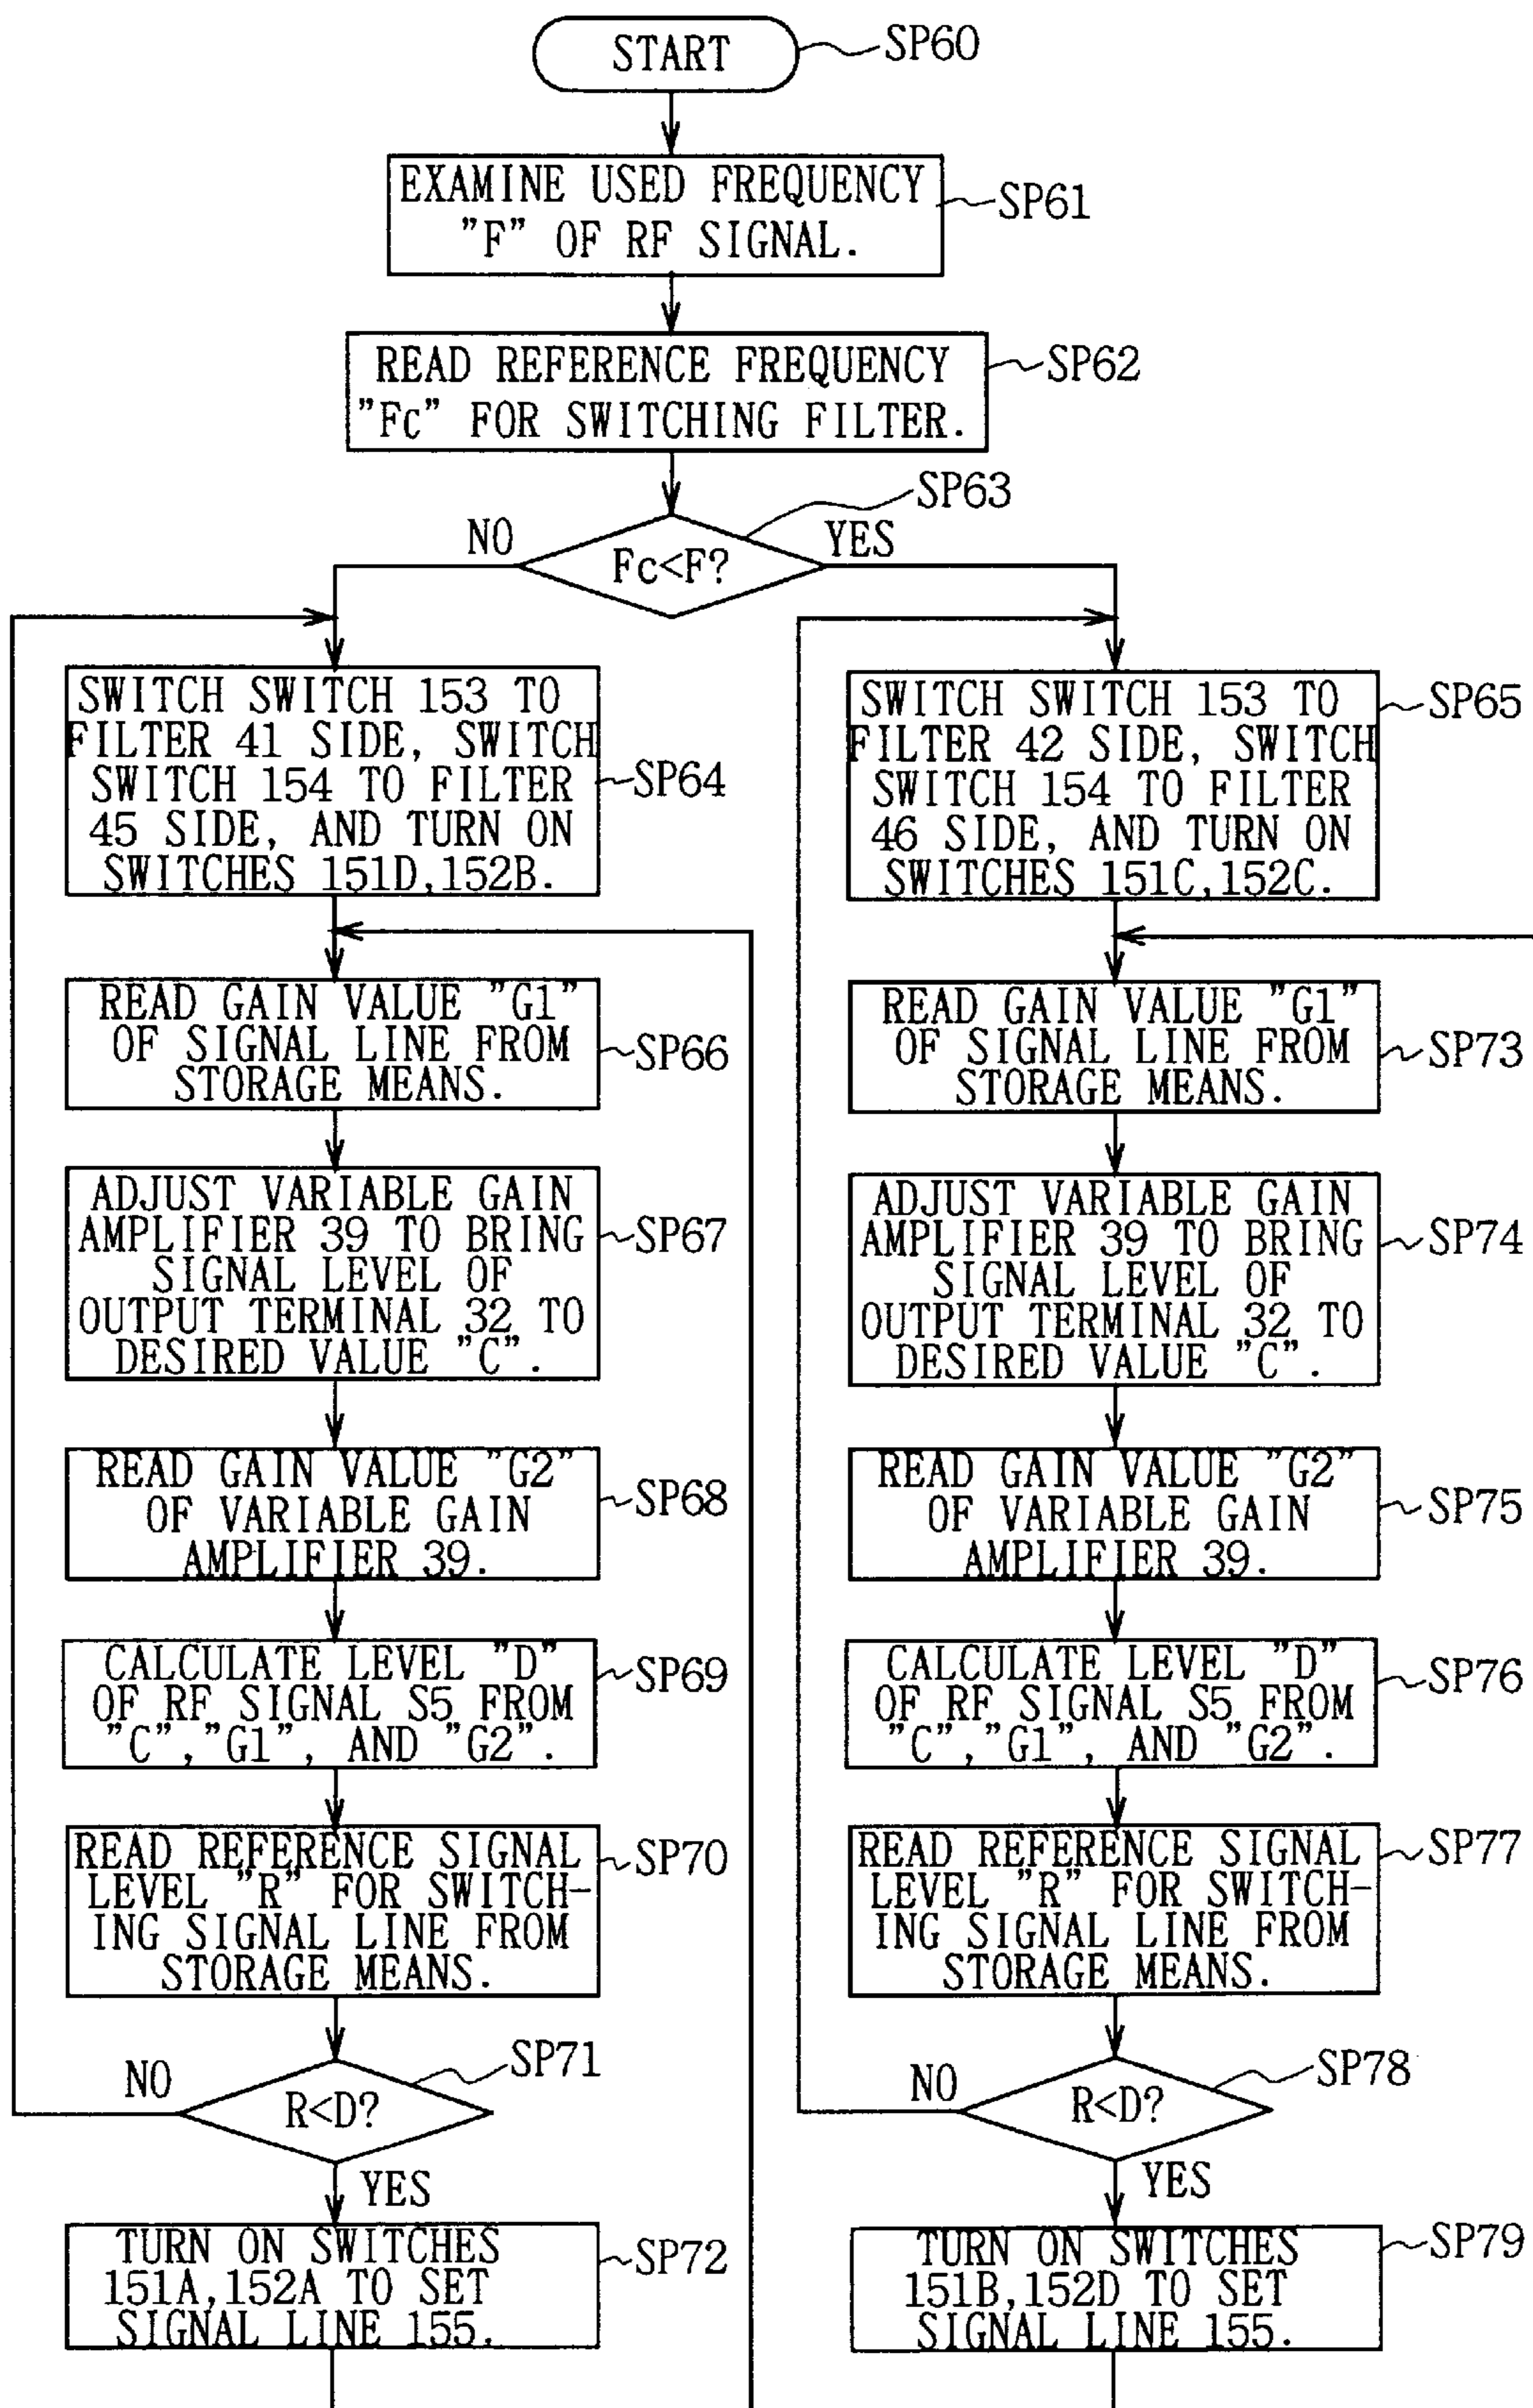 START
SP60
EXAMINE USED FREQUENCY
"F" OF RF SIGNAL.
SP61
READ REFERENCE FREQUENCY
"FC" FOR SWITCHING FILTER.
SP62
SP63
NO
Fc<F?
YES
SWITCH SWITCH 153 TO
FILTER 41 SIDE, SWITCH
SWITCH 154 TO FILTER
45 SIDE, AND TURN ON
SWITCHES 151D,152B.
SP64
READ GAIN VALUE "G1"
OF SIGNAL LINE FROM
STORAGE MEANS.
SP66
ADJUST VARIABLE GAIN
AMPLIFIER 39 TO BRING
SIGNAL LEVEL OF
OUTPUT TERMINAL 32 TO
DESIRED VALUE "C".
SP67
READ GAIN VALUE "G2"
OF VARIABLE GAIN
AMPLIFIER 39.
SP68
CALCULATE LEVEL "D"
OF RF SIGNAL S5 FROM
"C","G1", AND "G2".
SP69
READ REFERENCE SIGNAL
LEVEL "R" FOR SWITCH-
ING SIGNAL LINE FROM
STORAGE MEANS.
SP70
SP71
NO
R<D?
YES
TURN ON SWITCHES
151A,152A TO SET
SIGNAL LINE 155.
SP72
SWITCH SWITCH 153 TO
FILTER 42 SIDE, SWITCH
SWITCH 154 TO FILTER
46 SIDE, AND TURN ON
SWITCHES 151C,152C.
SP65
READ GAIN VALUE "G1"
OF SIGNAL LINE FROM
STORAGE MEANS.
SP73
ADJUST VARIABLE GAIN
AMPLIFIER 39 TO BRING
SIGNAL LEVEL OF
OUTPUT TERMINAL 32 TO
DESIRED VALUE "C".
SP74
READ GAIN VALUE "G2"
OF VARIABLE GAIN
AMPLIFIER 39.
SP75
CALCULATE LEVEL "D"
OF RF SIGNAL S5 FROM
"C","G1", AND "G2".
SP76
READ REFERENCE SIGNAL
LEVEL "R" FOR SWITCH-
ING SIGNAL LINE FROM
STORAGE MEANS.
SP77
SP78
NO
R<D?
YES
TURN ON SWITCHES
151B,152D TO SET
SIGNAL LINE 155.
SP79